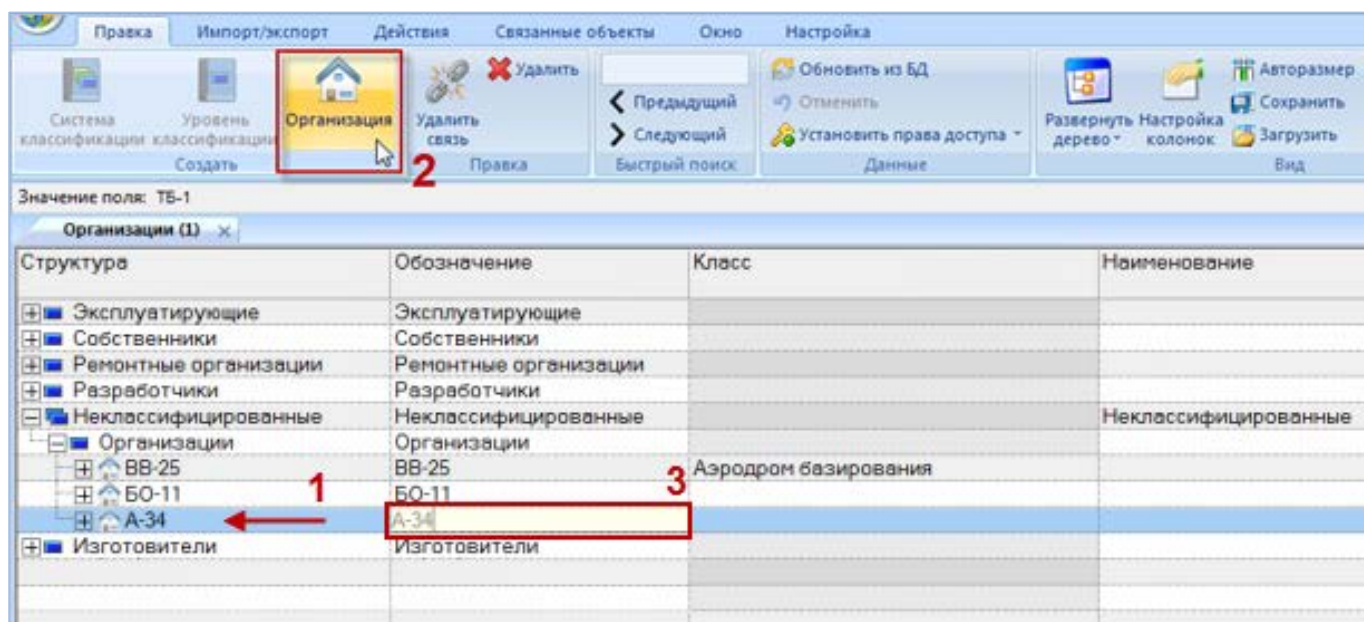 Правка Импорт/экспорт Действия Связанные объекты Окно Настройка
Удалить Обновить из БД Авторазмер
Предыдущий Отменить Сохранить
Система классификации Уровень классификации Организация Удалить связь Следующий Установить права доступа Развернуть дерево Настройка колонок Загрузить
Создать 2 Правка Быстрый поиск Данные Вид
Значение поля: ТБ-1
Организации (1)
Структура Обозначение Класс Наименование
Эксплуатирующие Эксплуатирующие
Собственники Собственники
Ремонтные организации Ремонтные организации
Разработчики Разработчики
Неклассифицированные Неклассифицированные Неклассифицированные
Организации Организации
ВВ-25 ВВ-25 Аэродром базирования
БО-11 1 БО-11 3
А-34 А-34
Изготовители Изготовители